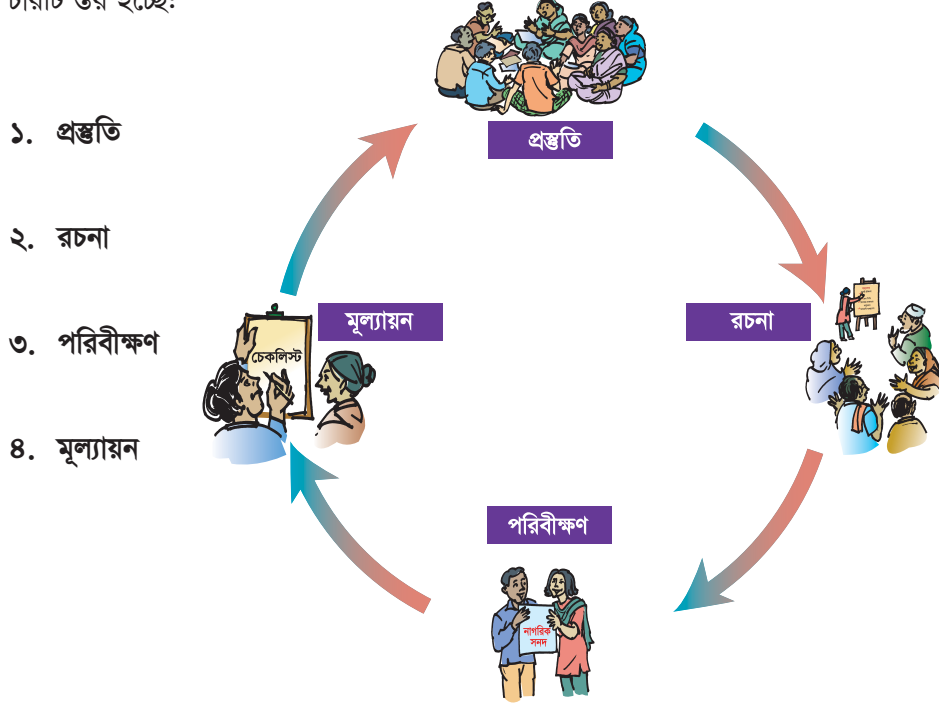 চারটি স্তর হচ্ছে:
প্রস্তুতি
১. প্রস্তুতি
২. রচনা
মূল্যায়ন
রচনা
৩. পরিবীক্ষণ
চেকলিস্ট
৪. মূল্যায়ন
পরিবীক্ষণ
নাগরিক
সনদ